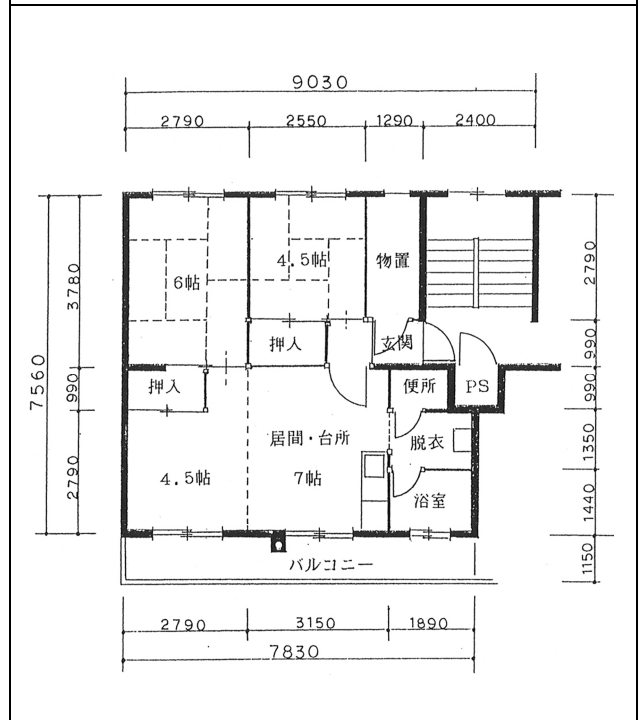 9030
2790 2550 1290 2400
6帖
4.5帖
物置
押入
玄関
押入
便所
PS
居間・台所
7帖
4.5帖
脱衣
浴室
バルコニー
7560
3780
990
2790
2790
990
990
1350
1440
1150
2790 3150 1890
7830